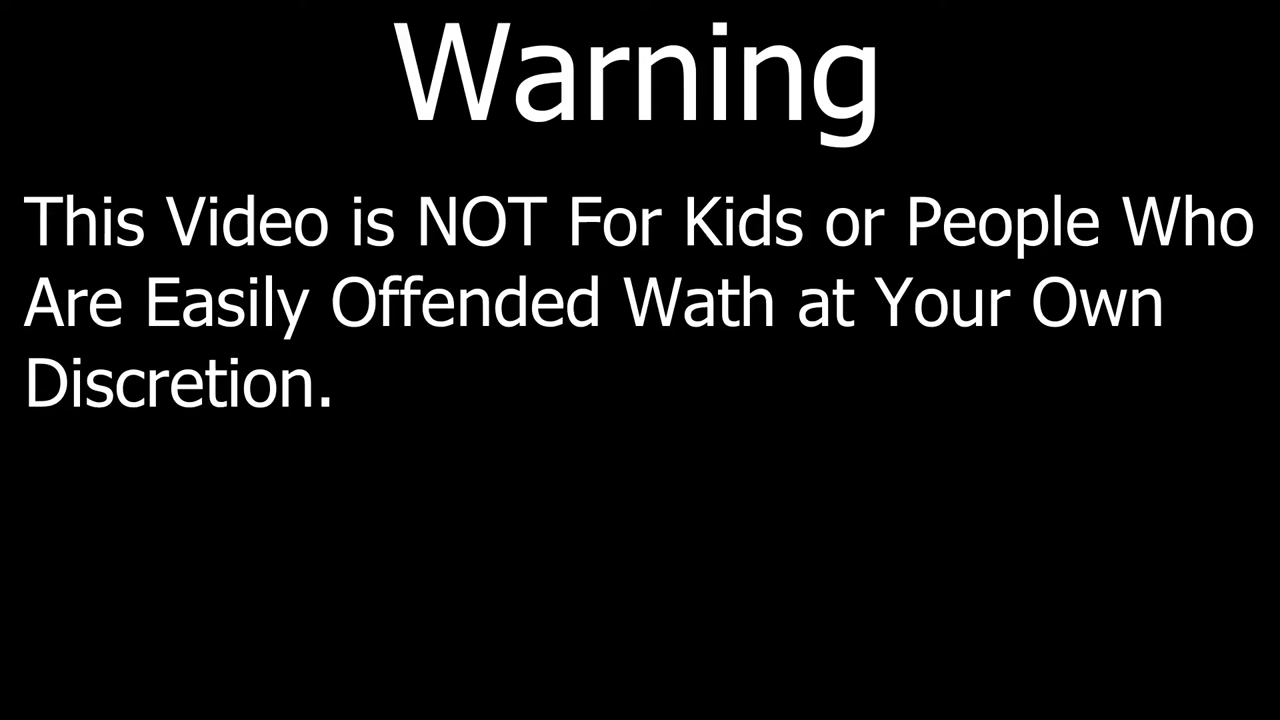 Warning
This Video is NOT For Kids or People Who
Are Easily Offended Wath at Your Own
Discretion.